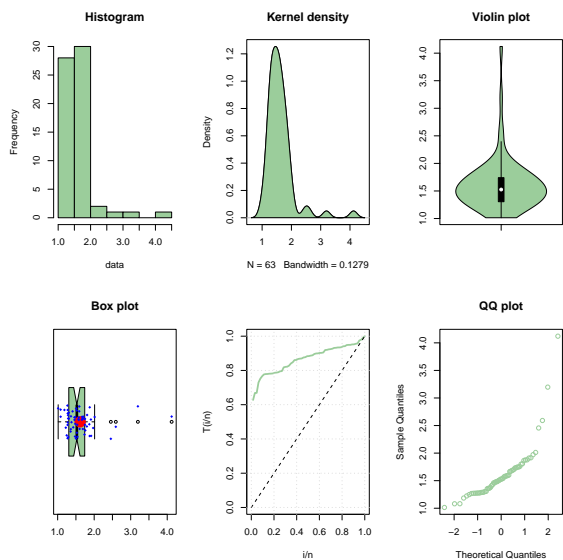 Histogram
Frequency
0 5 10 15 20 25 30
1.0 2.0 3.0 4.0
data
Kernel density
Density
0.0 0.2 0.4 0.6 0.8 1.0 1.2
1 2 3 4
N = 63 Bandwidth = 0.1279
Violin plot
1.0 1.5 2.0 2.5 3.0 3.5 4.0
Box plot
1.0 2.0 3.0 4.0
T(i/n)
0.0 0.2 0.4 0.6 0.8 1.0
0.0 0.2 0.4 0.6 0.8 1.0
i/n
QQ plot
Sample Quantiles
1.0 1.5 2.0 2.5 3.0 3.5 4.0
−2 −1 0 1 2
Theoretical Quantiles